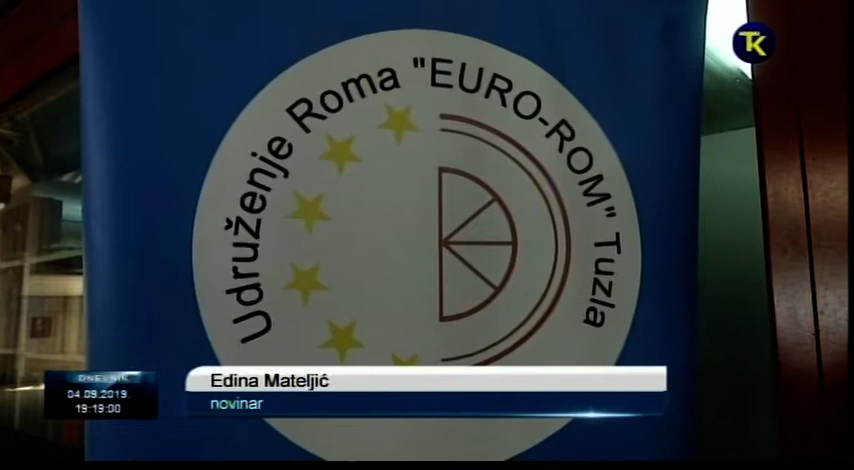 TK
Udruženje Roma "EURO-ROM" Tuzla
DNEVNIK
04.09.2019.
19:19:00
Edina Mateljić
novinar